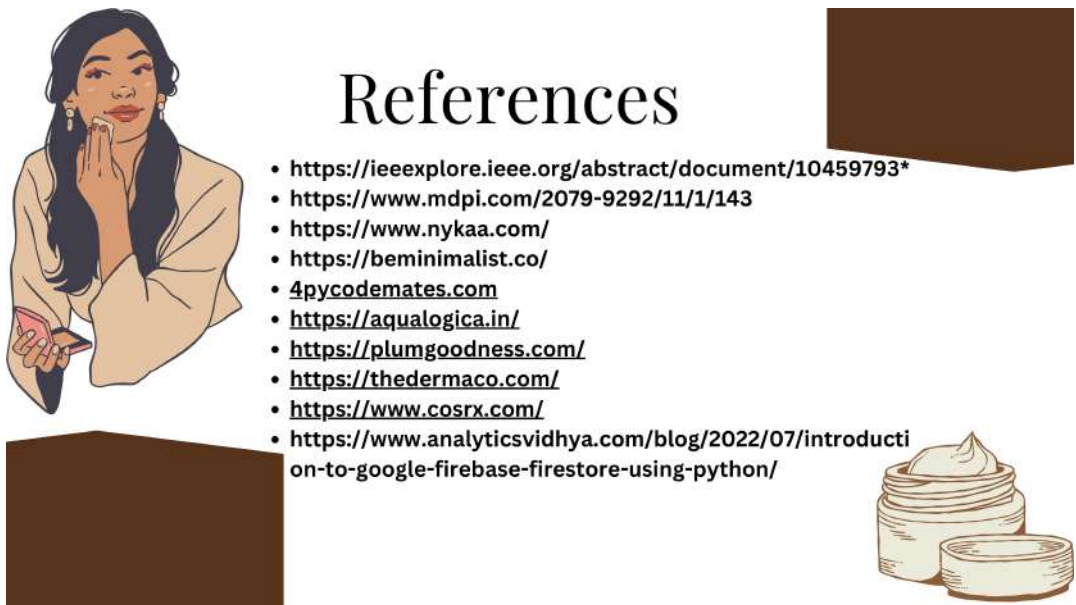 References
• https://ieeexplore.ieee.org/abstract/document/10459793*
• https://www.mdpi.com/2079-9292/11/1/143
• https://www.nykaa.com/
• https://beminimalist.co/
• 4pycodemates.com
• https://aqualogica.in/
• https://plumgoodness.com/
• https://thedermaco.com/
• https://www.cosrx.com/
• https://www.analyticsvidhya.com/blog/2022/07/introducti
on-to-google-firebase-firestore-using-python/